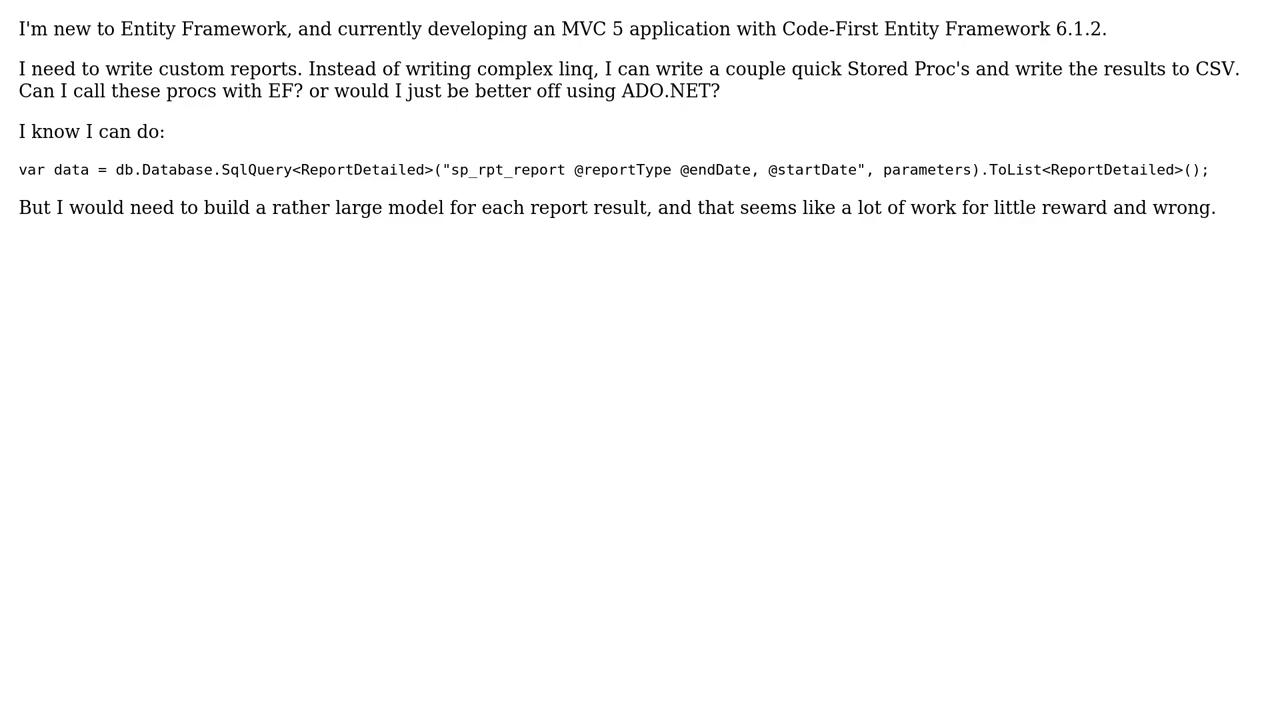 I'm new to Entity Framework, and currently developing an MVC 5 application with Code-First Entity Framework 6.1.2.
I need to write custom reports. Instead of writing complex linq, I can write a couple quick Stored Proc's and write the results to CSV.
Can I call these procs with EF? or would I just be better off using ADO.NET?
I know I can do:
var data = db.Database.SqlQuery<ReportDetailed>("sp_rpt_report @reportType @endDate, @startDate", parameters).ToList<ReportDetailed>();
But I would need to build a rather large model for each report result, and that seems like a lot of work for little reward and wrong.